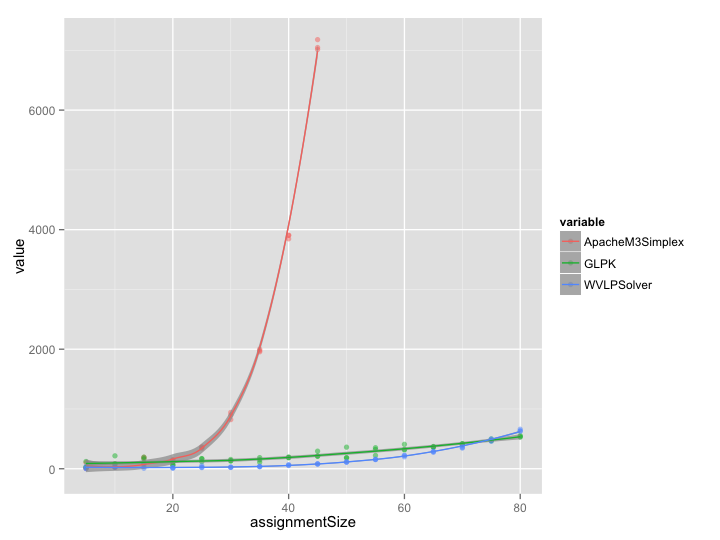 value
6000
4000
2000
0
20
40
60
80
assignmentSize
variable
ApacheM3Simplex
GLPK
WVLPSolver